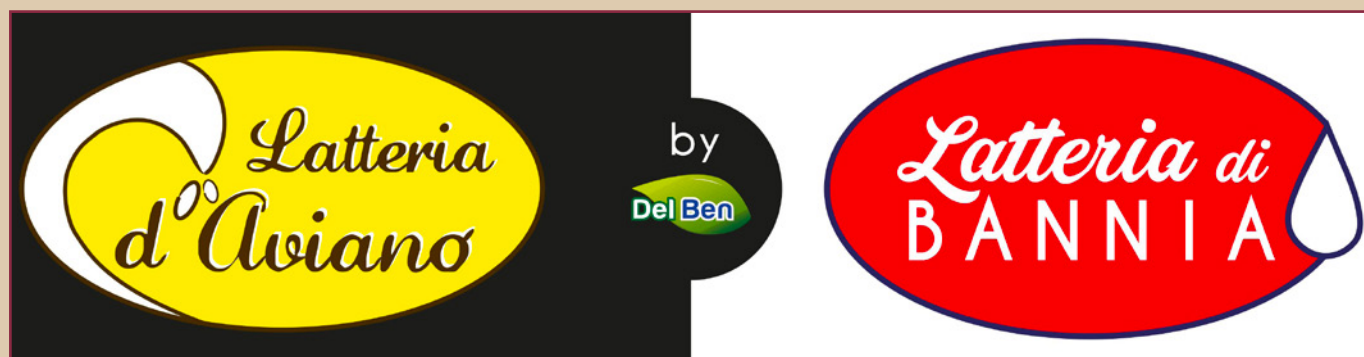 Latteria
d'Aviano
by
Del Ben
Latteria di
BANNIA